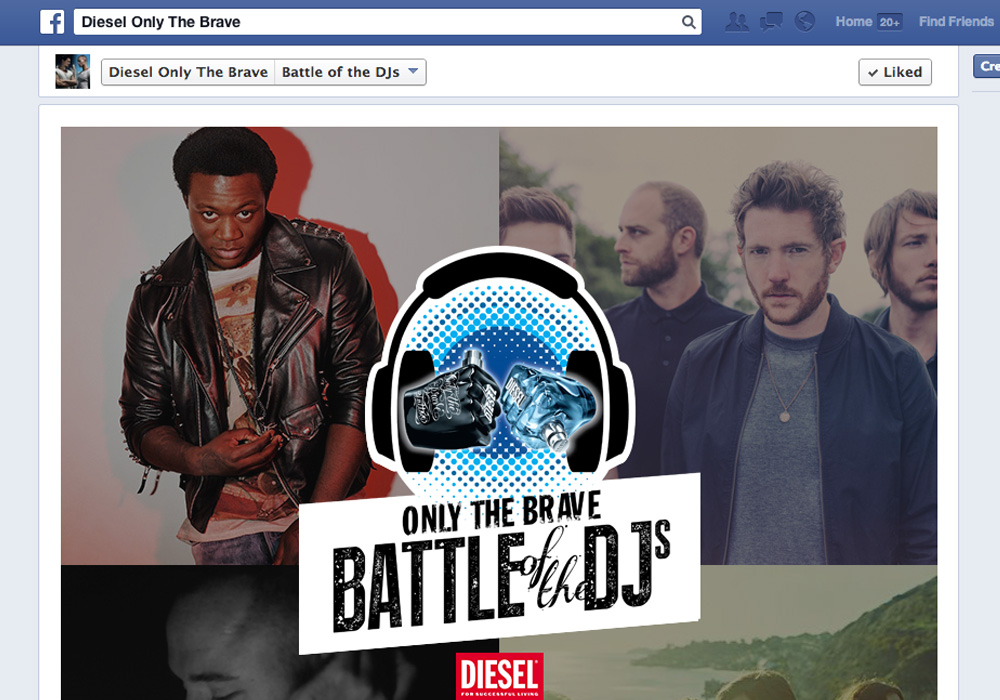 f Diesel Only The Brave Home 20+ Find Friends
Diesel Only The Brave Battle of the DJs Liked Cre
DIESEL
ONLY THE BRAVE
BATTLE of the DJs
DIESEL
FOR SUCCESSFUL LIVING